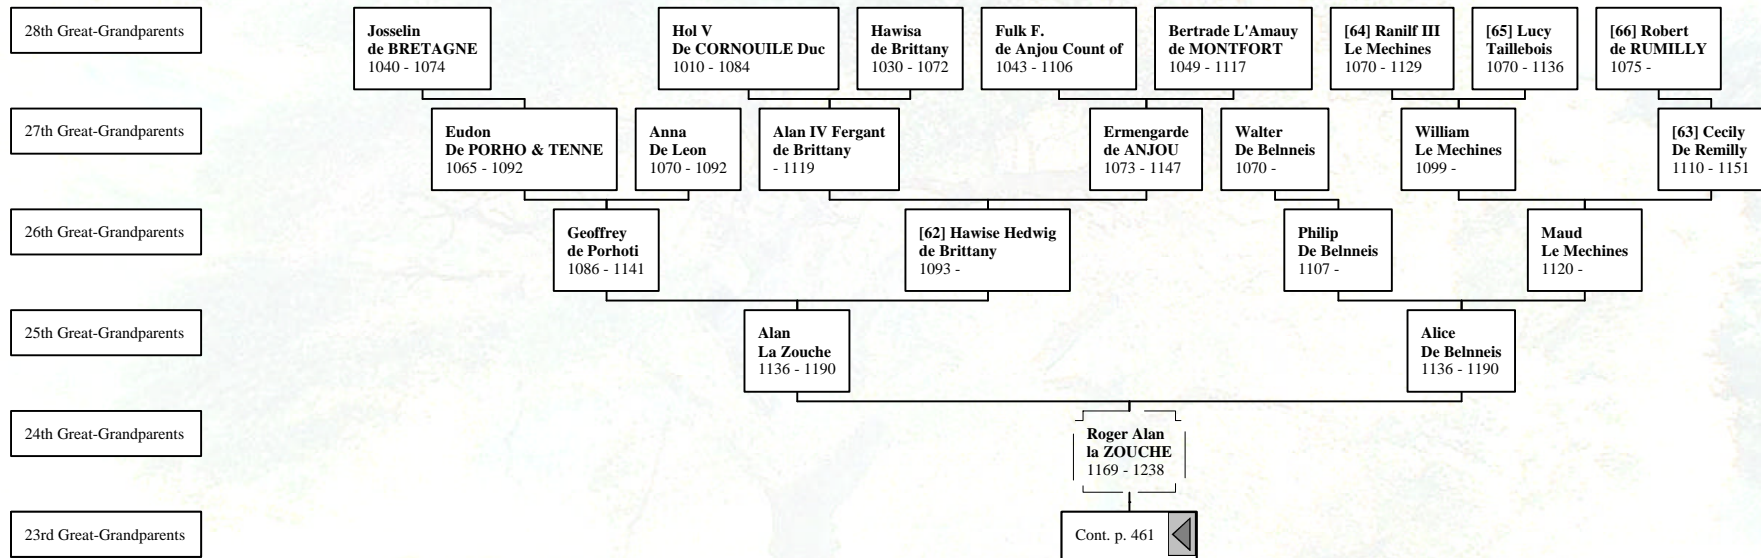 28th Great-Grandparents
Josselin
de BRETAGNE
1040 - 1074
Hol V
De CORNOUILE Duc
1010 - 1084
Hawisa
de Brittany
1030 - 1072
Fulk F.
de Anjou Count of
1043 - 1106
Bertrade L'Amauy
de MONTFORT
1049 - 1117
[64] Ranilf III
Le Mechines
1070 - 1129
[65] Lucy
Taillebois
1070 - 1136
[66] Robert
de RUMILLY
1075 -
27th Great-Grandparents
Eudon
De PORHO & TENNE
1065 - 1092
Anna
De Leon
1070 - 1092
Alan IV Fergant
de Brittany
- 1119
Ermengarde
de ANJOU
1073 - 1147
Walter
De Belnneis
1070 -
William
Le Mechines
1099 -
[63] Cecily
De Remilly
1110 - 1151
26th Great-Grandparents
Geoffrey
de Porhoti
1086 - 1141
[62] Hawise Hedwig
de Brittany
1093 -
Philip
De Belnneis
1107 -
Maud
Le Mechines
1120 -
25th Great-Grandparents
Alan
La Zouche
1136 - 1190
Alice
De Belnneis
1136 - 1190
24th Great-Grandparents
Roger Alan
la ZOUCHE
1169 - 1238
23rd Great-Grandparents
Cont. p. 461